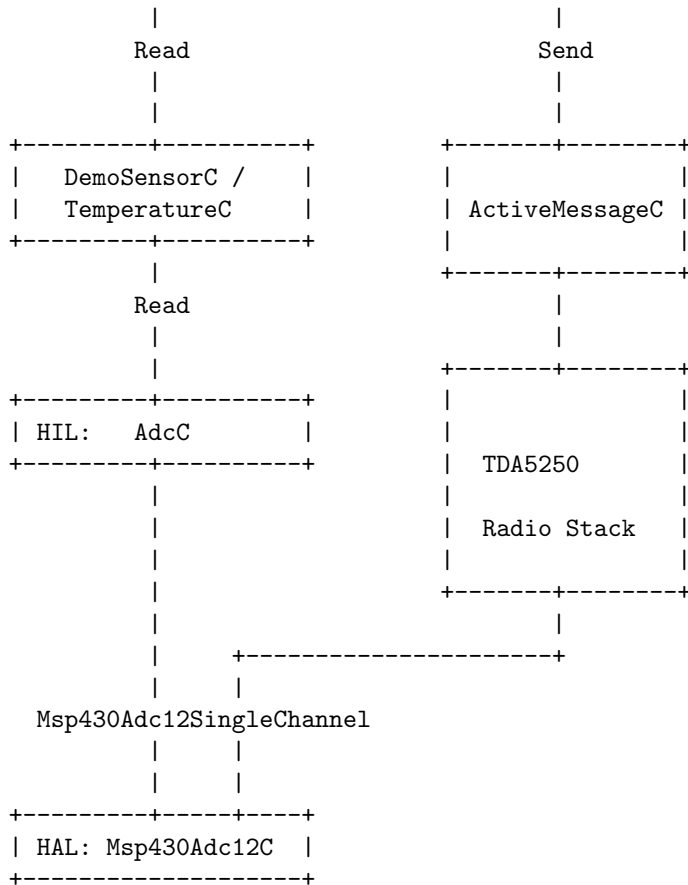 Read Send
DemoSensorC /
TemperatureC ActiveMessageC
Read
HIL: AdcC
TDA5250
Radio Stack
Msp430Adc12SingleChannel
HAL: Msp430Adc12C